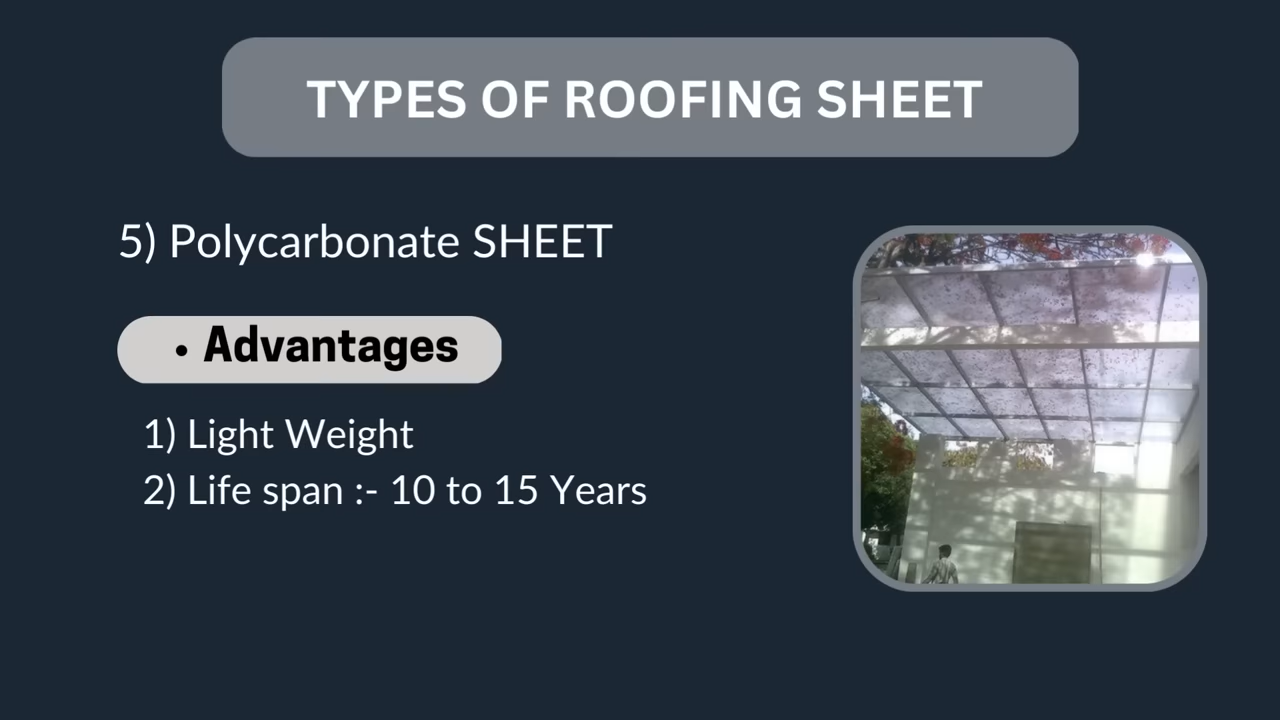 TYPES OF ROOFING SHEET
5) Polycarbonate SHEET
• Advantages
1) Light Weight
2) Life span :- 10 to 15 Years